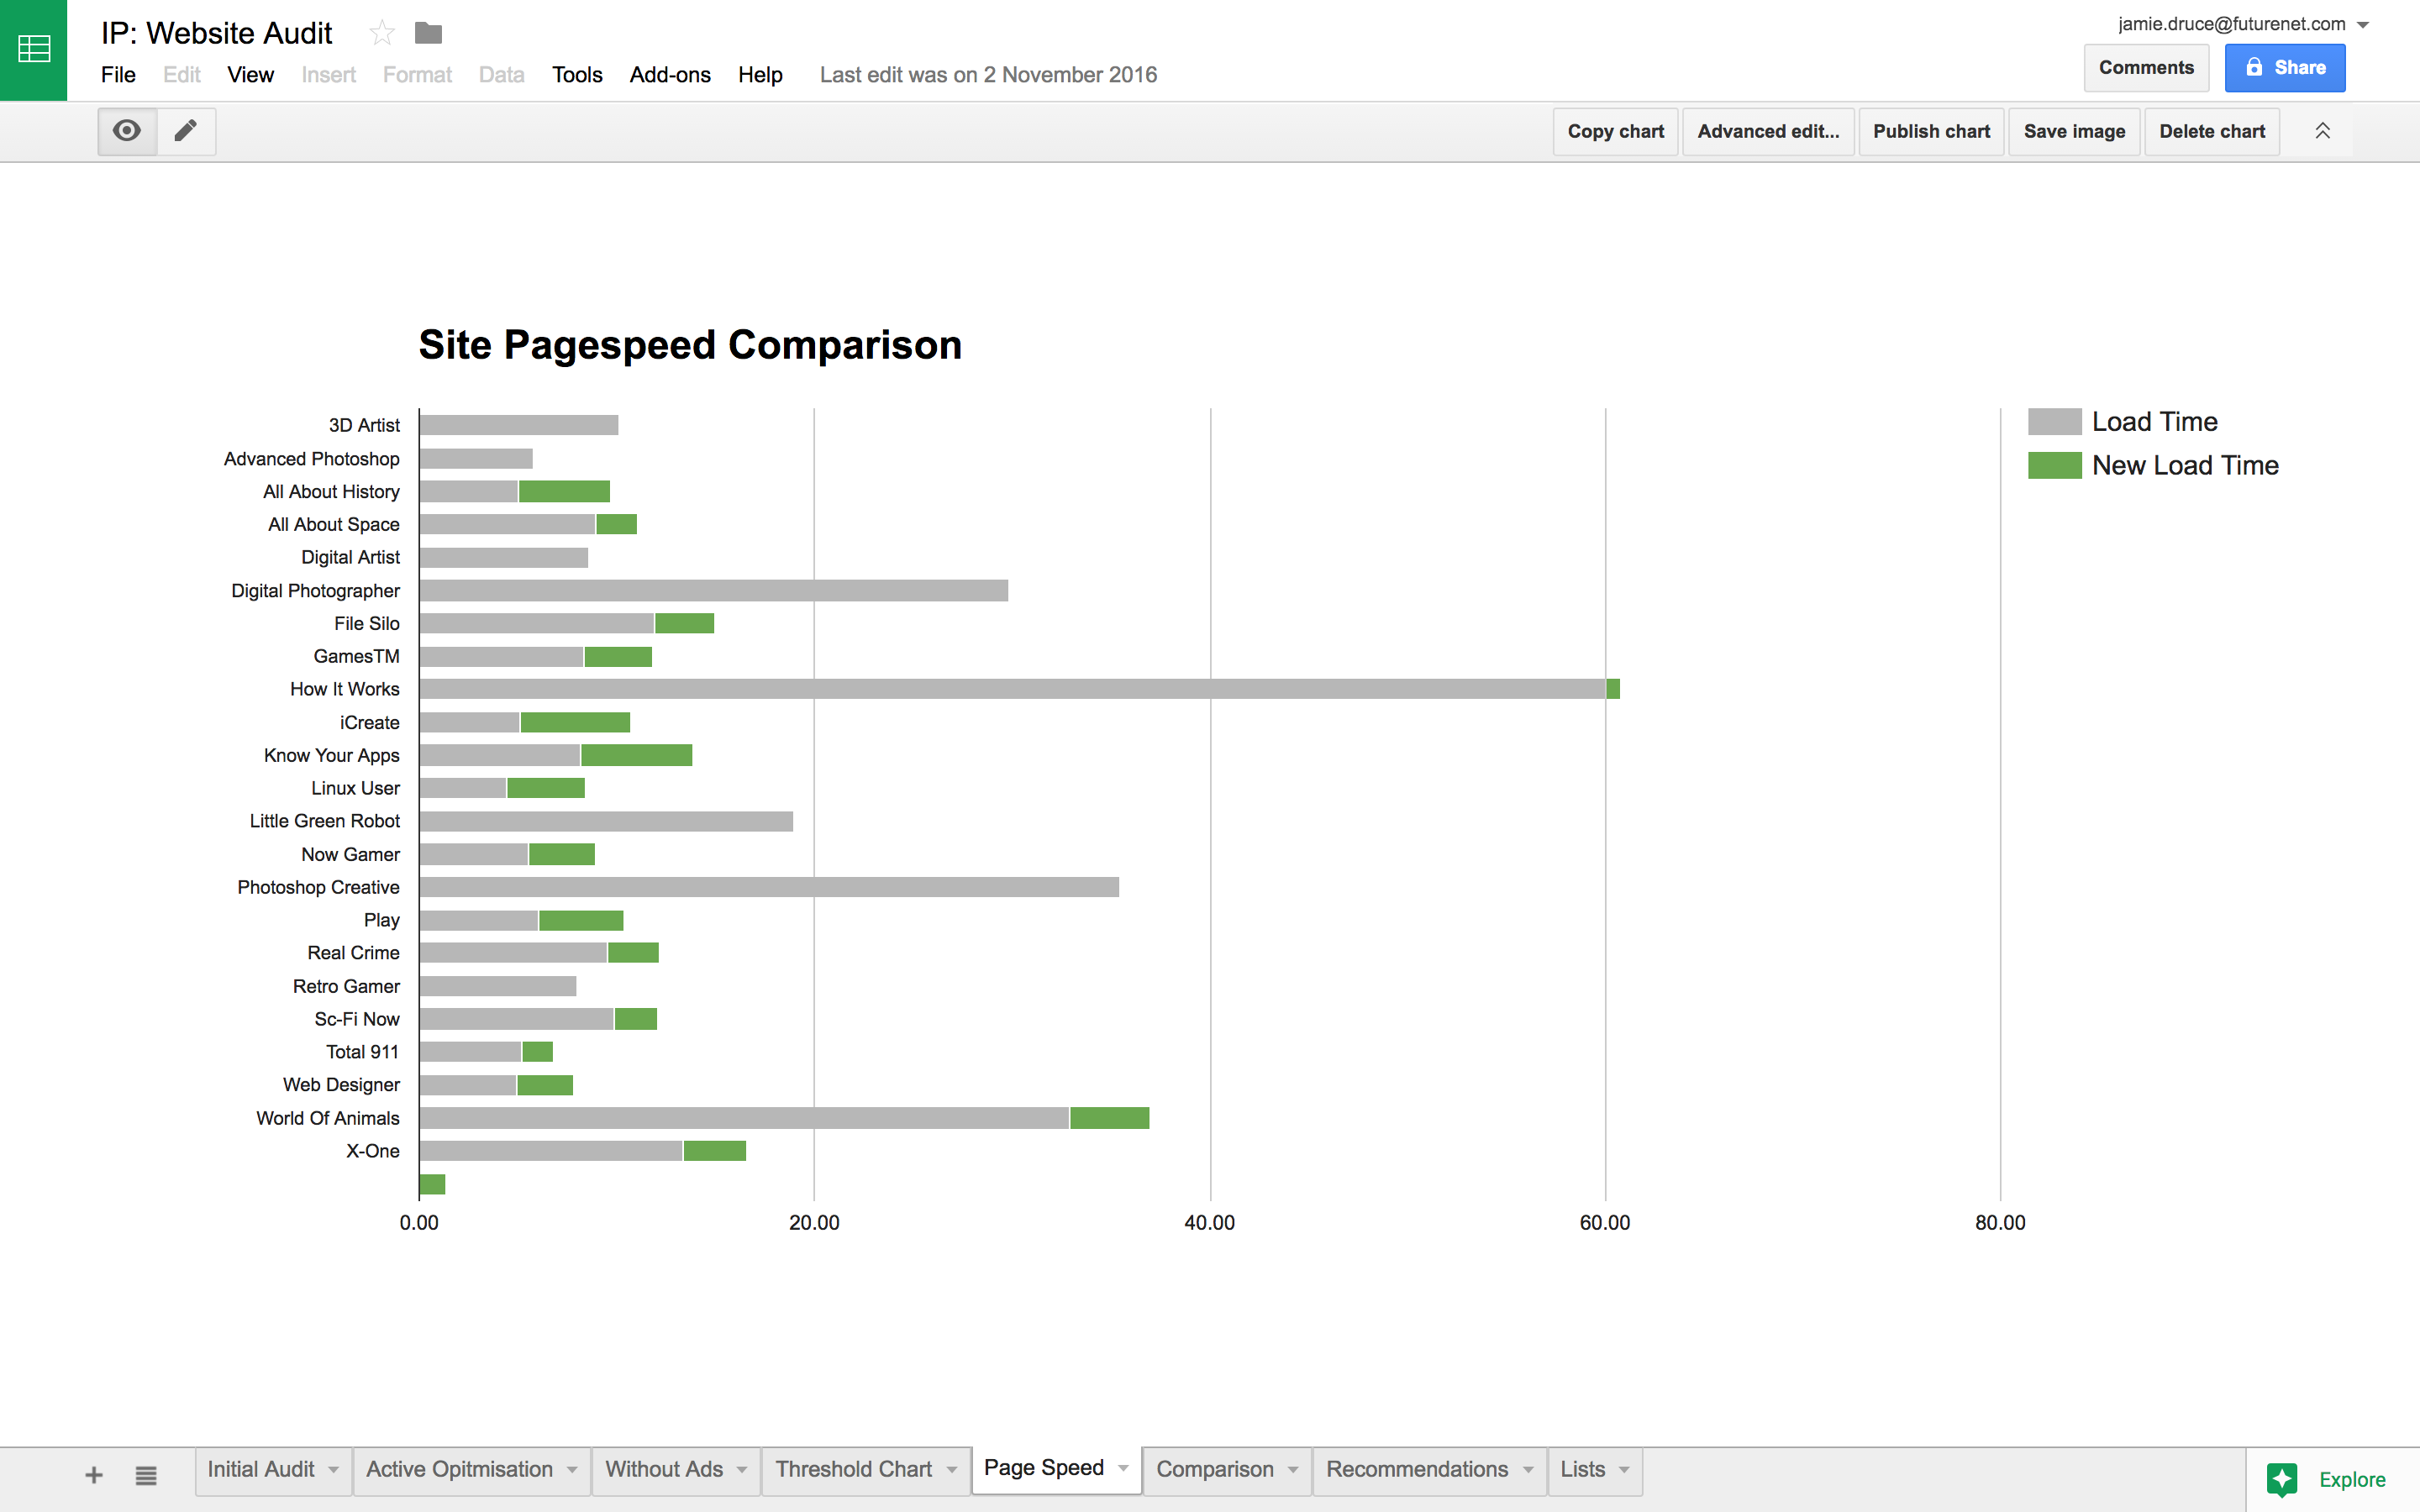 IP: Website Audit
jamie.druce@futurenet.com
File Edit View Insert Format Data Tools Add-ons Help Last edit was on 2 November 2016
Comments Share
Copy chart Advanced edit... Publish chart Save image Delete chart
Site Pagespeed Comparison
Load Time
New Load Time
3D Artist
Advanced Photoshop
All About History
All About Space
Digital Artist
Digital Photographer
File Silo
GamesTM
How It Works
iCreate
Know Your Apps
Linux User
Little Green Robot
Now Gamer
Photoshop Creative
Play
Real Crime
Retro Gamer
Sc-Fi Now
Total 911
Web Designer
World Of Animals
X-One
0.00 20.00 40.00 60.00 80.00
Initial Audit Active Opitmisation Without Ads Threshold Chart Page Speed Comparison Recommendations Lists Explore